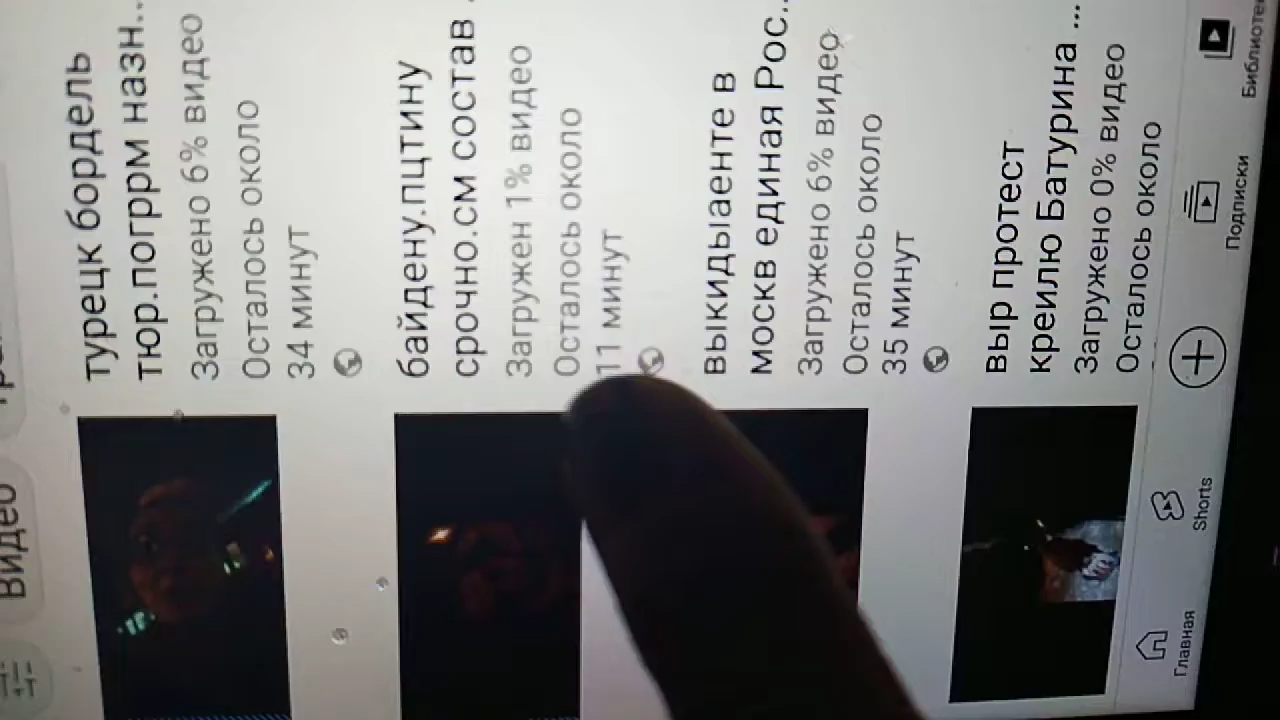 Видео
турецк бордель
тюр.погррм назн...
Загружено 6% видео
Осталось около
34 минут
байдену.пцтину
срочно.см состав
Загружен 1% видео
Осталось около
11 минут
выкидыаенте в
москв единая Рос...
Загружено 6% видео
Осталось около
35 минут
выр протест
креилю Батурина ...
Загружено 0% видео
Осталось около
Главная
Shorts
Подписки